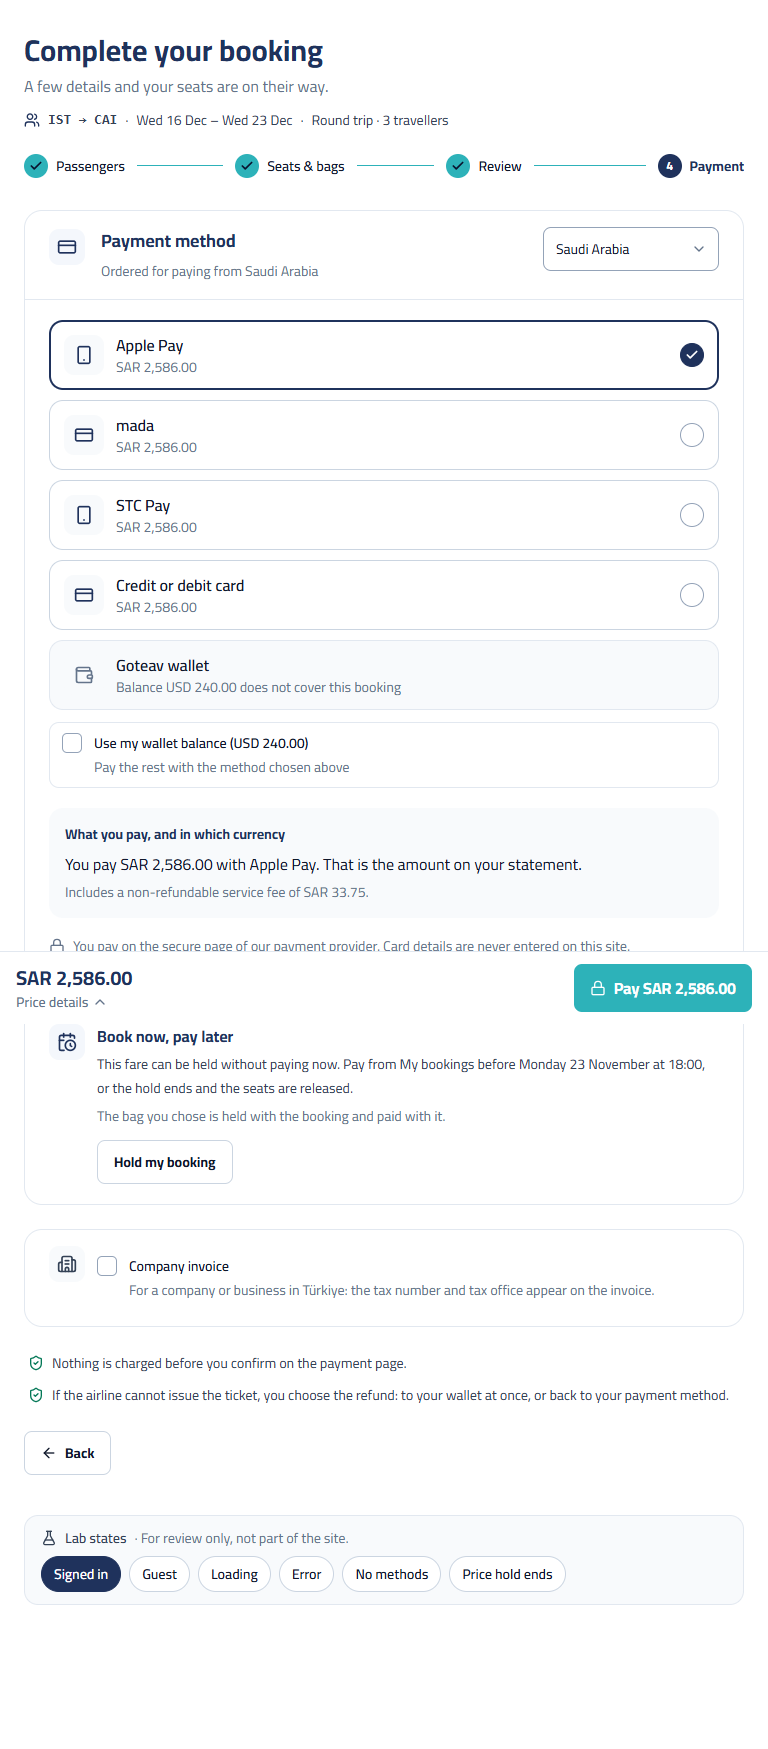 Complete your booking
A few details and your seats are on their way.
IST → CAI · Wed 16 Dec – Wed 23 Dec · Round trip · 3 travellers
Passengers
Seats & bags
Review
4 Payment
Payment method
Ordered for paying from Saudi Arabia
Saudi Arabia
Apple Pay
SAR 2,586.00
mada
SAR 2,586.00
STC Pay
SAR 2,586.00
Credit or debit card
SAR 2,586.00
Goteav wallet
Balance USD 240.00 does not cover this booking
Use my wallet balance (USD 240.00)
Pay the rest with the method chosen above
What you pay, and in which currency
You pay SAR 2,586.00 with Apple Pay. That is the amount on your statement.
Includes a non-refundable service fee of SAR 33.75.
You pay on the secure page of our payment provider. Card details are never entered on this site.
SAR 2,586.00
Price details
Pay SAR 2,586.00
Book now, pay later
This fare can be held without paying now. Pay from My bookings before Monday 23 November at 18:00,
or the hold ends and the seats are released.
The bag you chose is held with the booking and paid with it.
Hold my booking
Company invoice
For a company or business in Türkiye: the tax number and tax office appear on the invoice.
Nothing is charged before you confirm on the payment page.
If the airline cannot issue the ticket, you choose the refund: to your wallet at once, or back to your payment method.
Back
Lab states · For review only, not part of the site.
Signed in
Guest
Loading
Error
No methods
Price hold ends